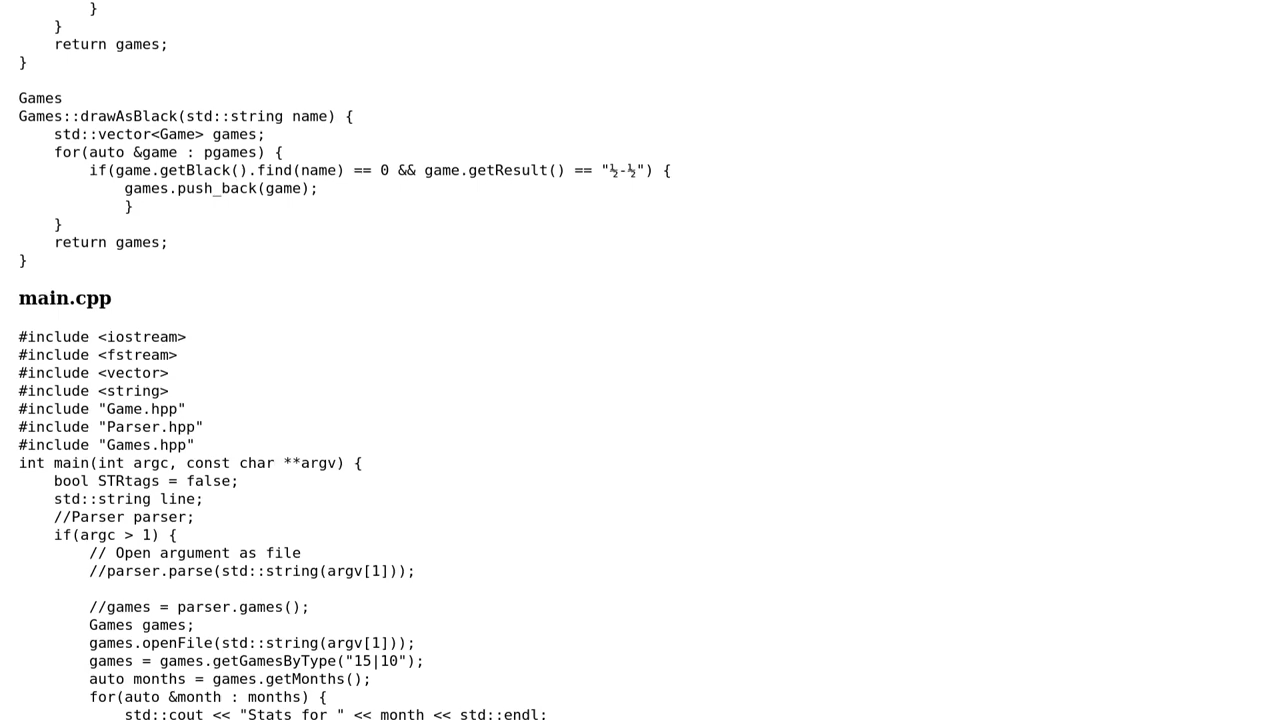 }
    }
    return games;
}

Games
Games::drawAsBlack(std::string name) {
    std::vector<Game> games;
    for(auto &game : pgames) {
        if(game.getBlack().find(name) == 0 && game.getResult() == "½-½") {
            games.push_back(game);
            }
    }
    return games;
}
main.cpp
#include <iostream>
#include <fstream>
#include <vector>
#include <string>
#include "Game.hpp"
#include "Parser.hpp"
#include "Games.hpp"
int main(int argc, const char **argv) {
    bool STRtags = false;
    std::string line;
    //Parser parser;
    if(argc > 1) {
        // Open argument as file
        //parser.parse(std::string(argv[1]));

        //games = parser.games();
        Games games;
        games.openFile(std::string(argv[1]));
        games = games.getGamesByType("15|10");
        auto months = games.getMonths();
        for(auto &month : months) {
            std::cout << "Stats for " << month << std::endl;